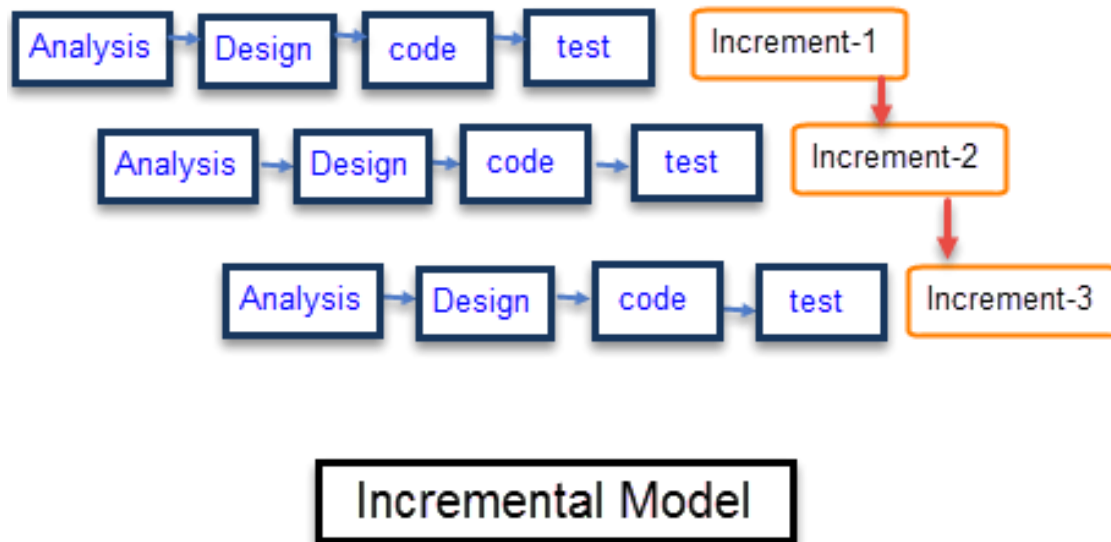 Analysis Design code test Increment-1
Analysis Design code test Increment-2
Analysis Design code test Increment-3
Incremental Model